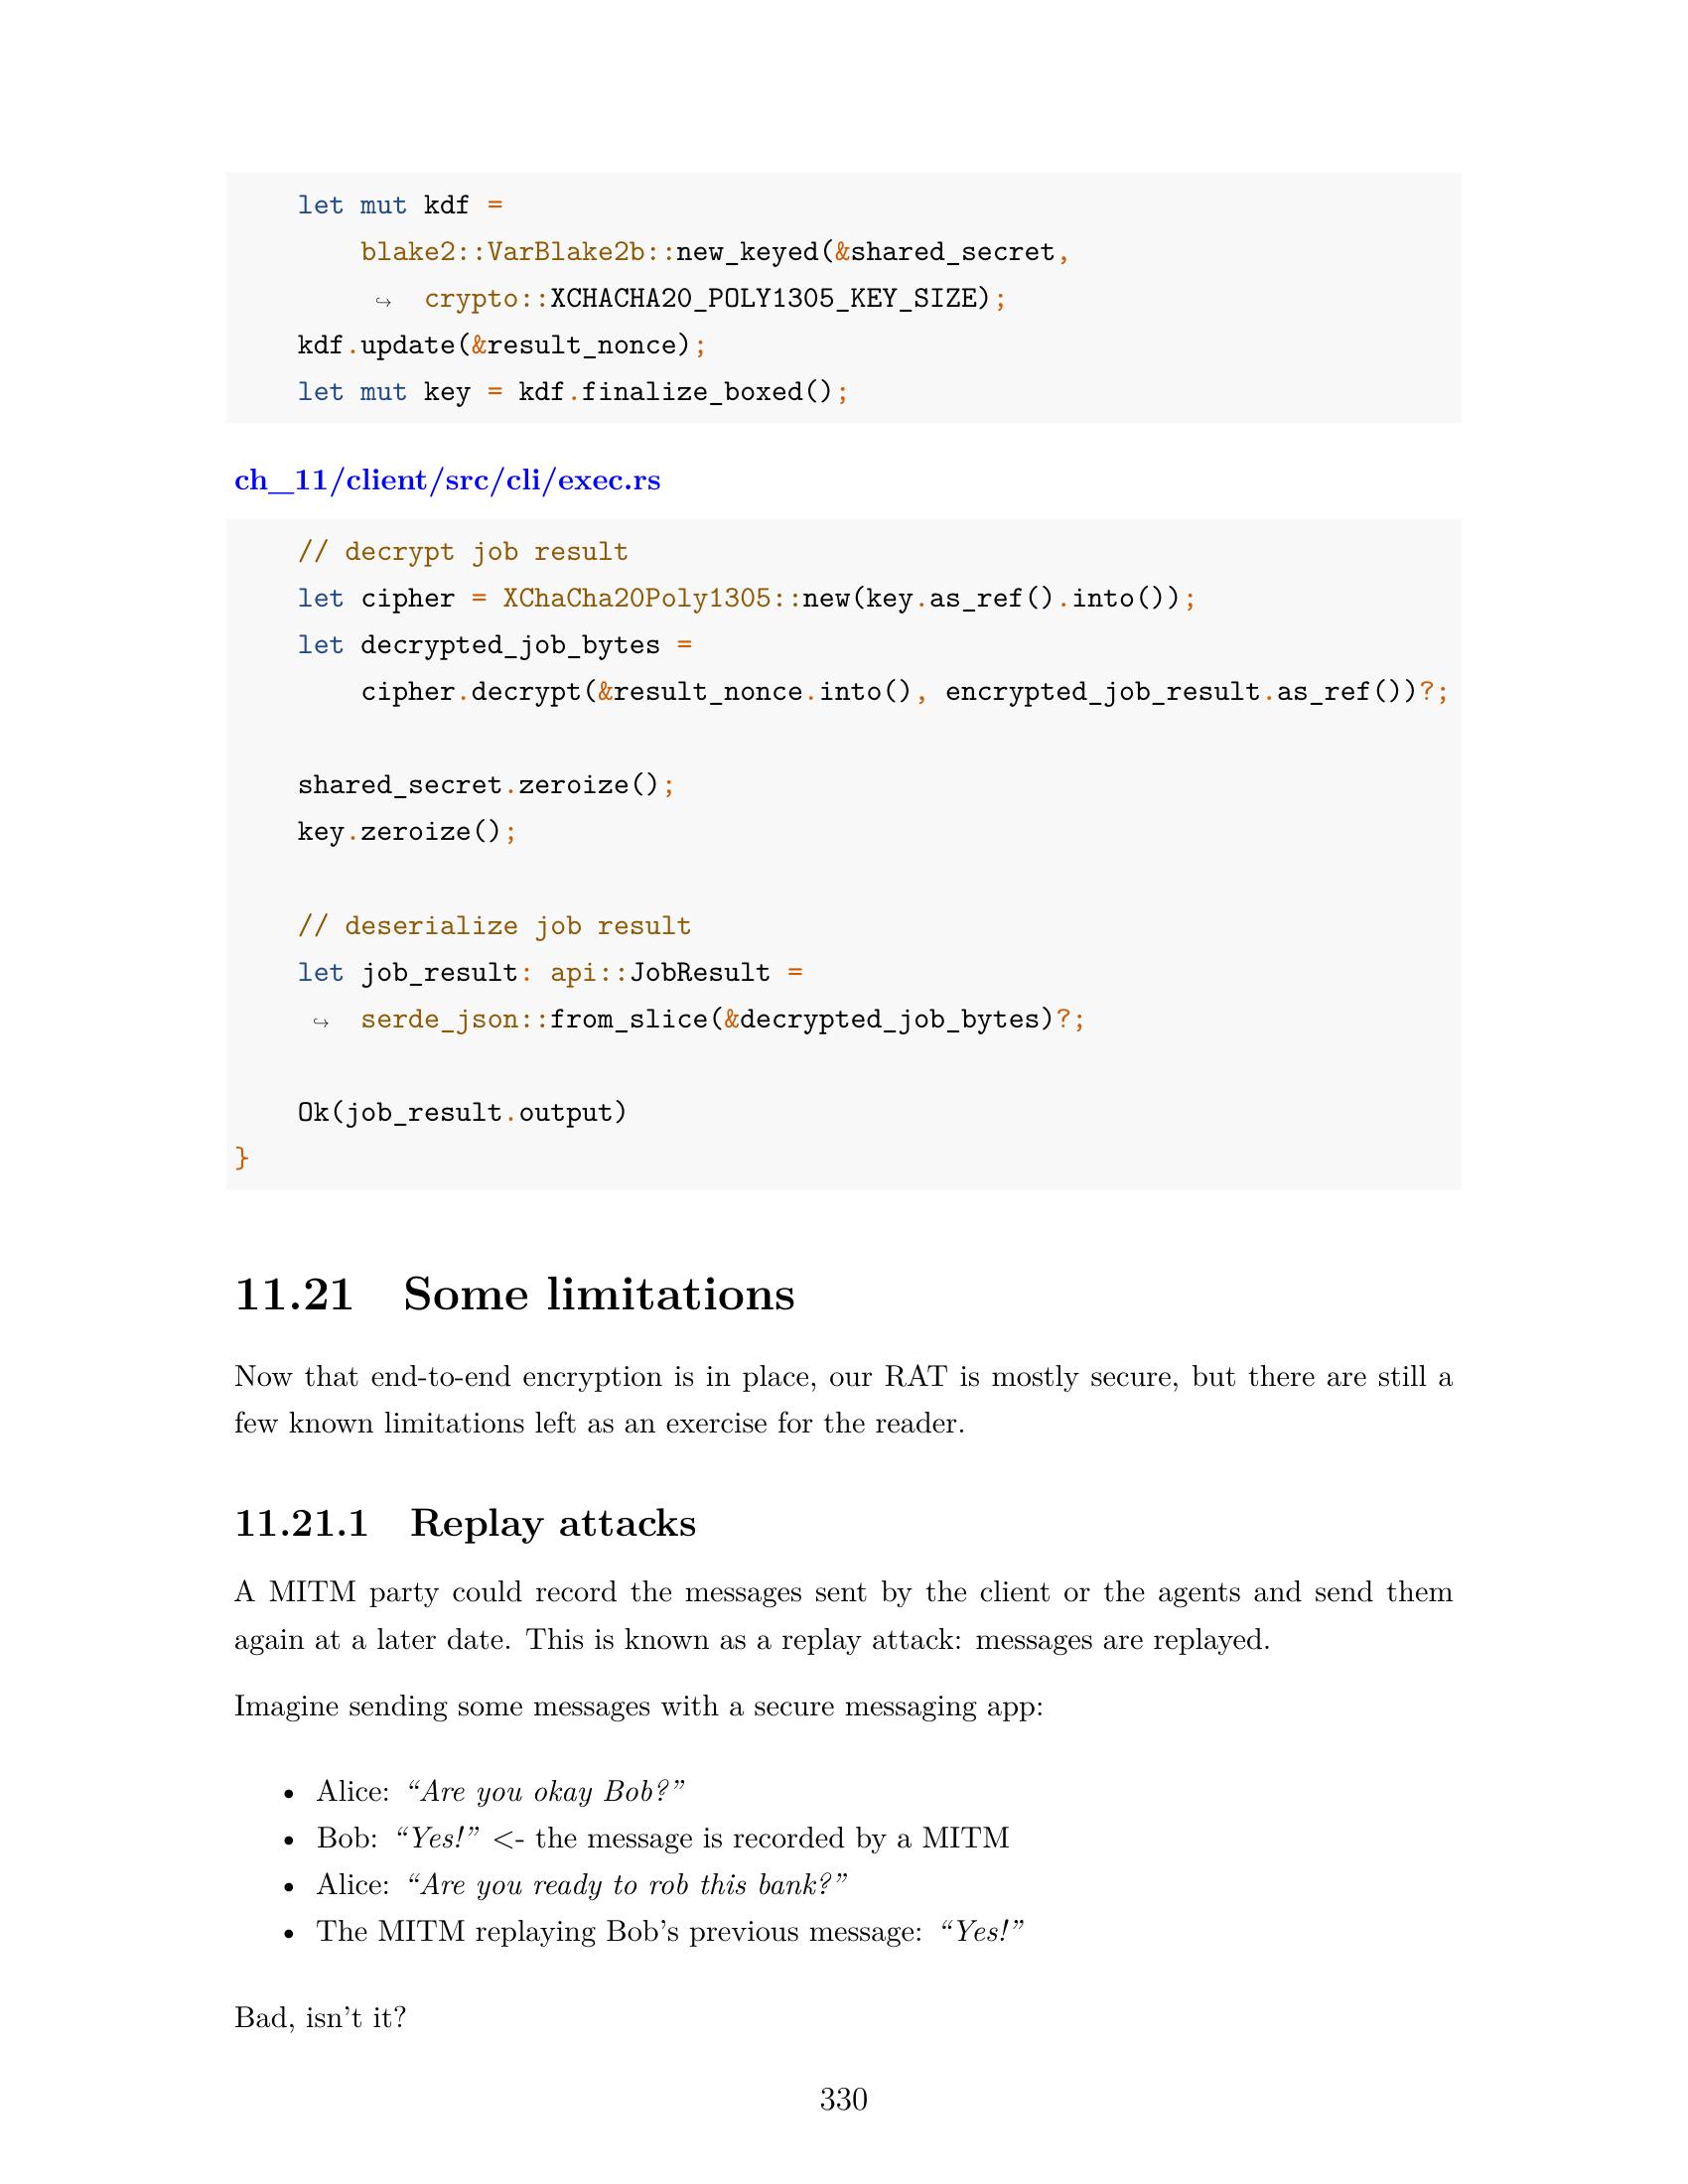 let mut kdf =
blake2::VarBlake2b::new_keyed(&shared_secret,
↪ crypto::XCHACHA20_POLY1305_KEY_SIZE);
kdf.update(&result_nonce);
let mut key = kdf.finalize_boxed();
ch_11/client/src/cli/exec.rs
// decrypt job result
let cipher = XChaCha20Poly1305::new(key.as_ref().into());
let decrypted_job_bytes =
cipher.decrypt(&result_nonce.into(), encrypted_job_result.as_ref())?;
shared_secret.zeroize();
key.zeroize();
// deserialize job result
let job_result: api::JobResult =
↪ serde_json::from_slice(&decrypted_job_bytes)?;
Ok(job_result.output)
}
11.21 Some limitations
Now that end-to-end encryption is in place, our RAT is mostly secure, but there are still a
few known limitations left as an exercise for the reader.
11.21.1 Replay attacks
A MITM party could record the messages sent by the client or the agents and send them
again at a later date. This is known as a replay attack: messages are replayed.
Imagine sending some messages with a secure messaging app:
• Alice: “Are you okay Bob?”
• Bob: “Yes!” <- the message is recorded by a MITM
• Alice: “Are you ready to rob this bank?”
• The MITM replaying Bob’s previous message: “Yes!”
Bad, isn’t it?
330